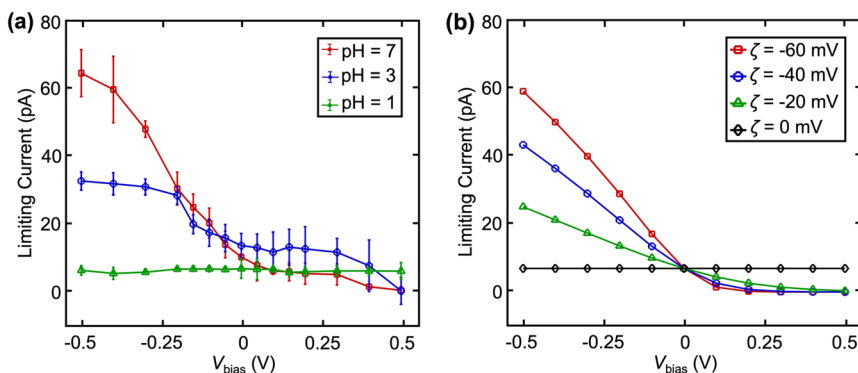 (a)
Limiting Current (pA)
80
60
40
20
0
-0.5
-0.25
0
0.25
0.5
V_bias (V)
pH = 7
pH = 3
pH = 1
(b)
Limiting Current (pA)
80
60
40
20
0
-0.5
-0.25
0
0.25
0.5
V_bias (V)
ζ = -60 mV
ζ = -40 mV
ζ = -20 mV
ζ = 0 mV